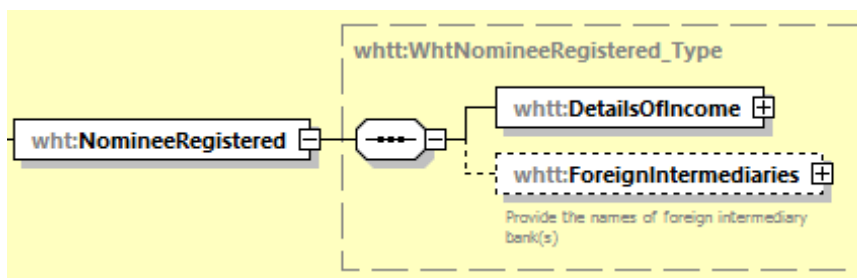 whtt:WhtNomineeRegistered_Type
wht:NomineeRegistered
whtt:DetailsOfIncome
whtt:ForeignIntermediaries
Provide the names of foreign intermediary
bank(s)